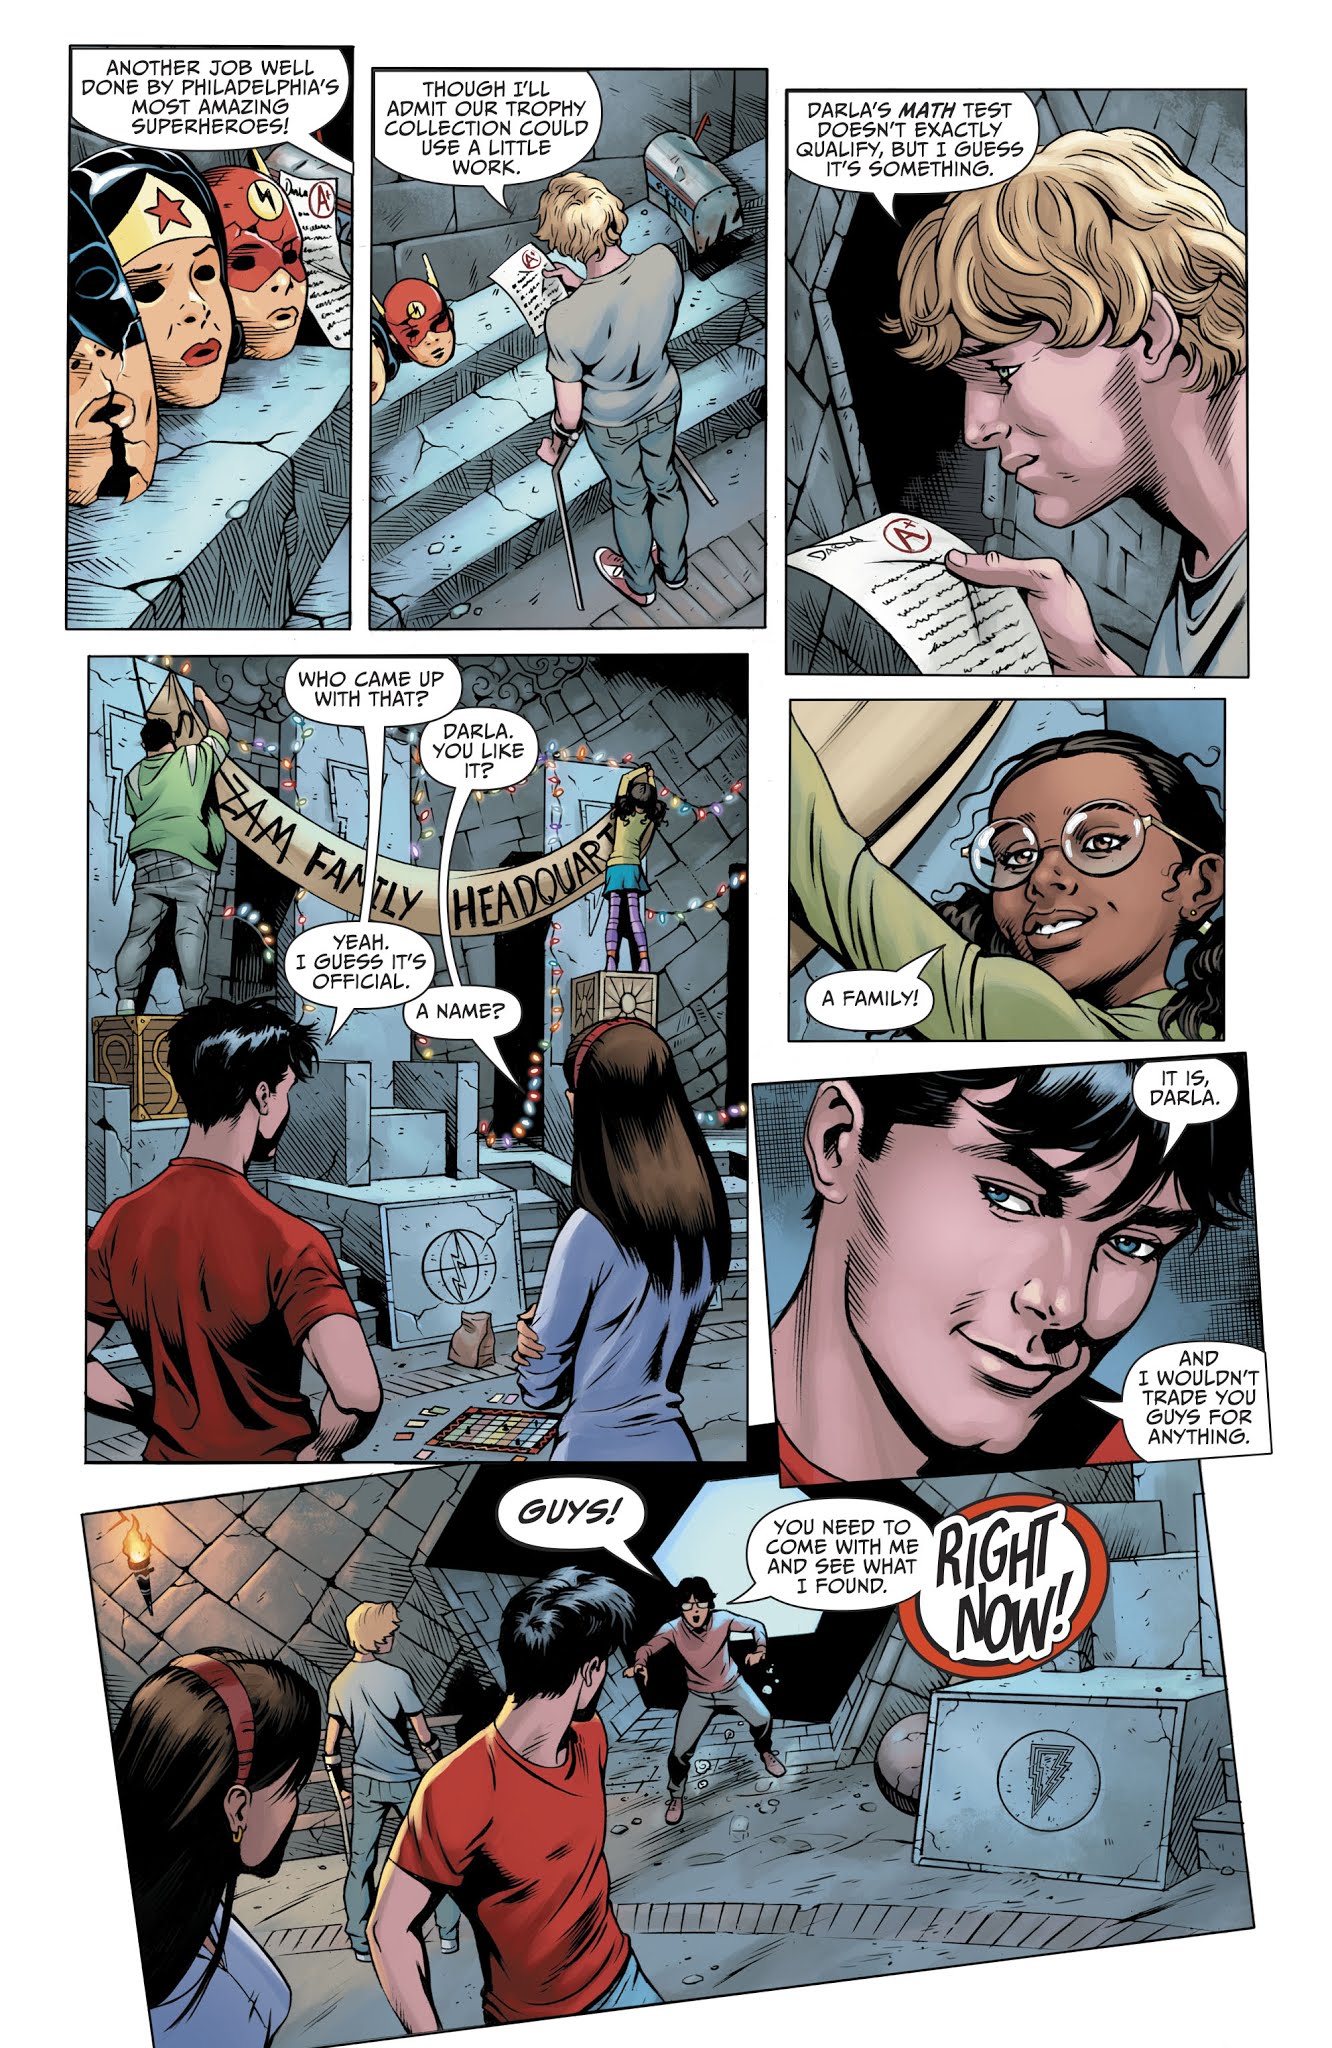 ANOTHER JOB WELL
DONE BY PHILADELPHIA'S
MOST AMAZING
SUPERHEROES!
Darla
A+
THOUGH I'LL
ADMIT OUR TROPHY
COLLECTION COULD
USE A LITTLE
WORK.
A+
DARLA'S MATH TEST
DOESN'T EXACTLY
QUALIFY, BUT I GUESS
IT'S SOMETHING.
DARLA
A+
WHO CAME UP
WITH THAT?
DARLA.
YOU LIKE
IT?
ZAM FAMILY HEADQUART
YEAH.
I GUESS IT'S
OFFICIAL.
A NAME?
A FAMILY!
IT IS,
DARLA.
AND
I WOULDN'T
TRADE YOU
GUYS FOR
ANYTHING.
GUYS!
YOU NEED TO
COME WITH ME
AND SEE WHAT
I FOUND.
RIGHT
NOW!